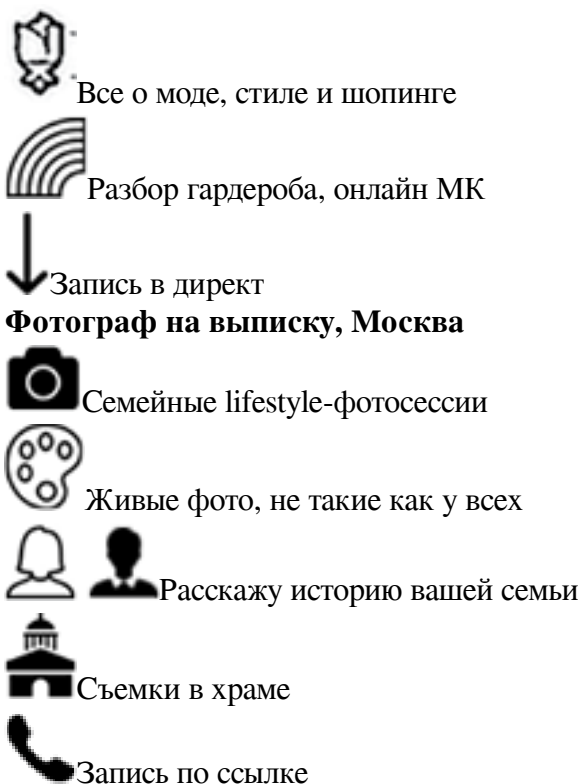 Все о моде, стиле и шопинге
Разбор гардероба, онлайн МК
Запись в директ
Фотограф на выписку, Москва
Семейные lifestyle-фотосессии
Живые фото, не такие как у всех
Расскажу историю вашей семьи
Съемки в храме
Запись по ссылке